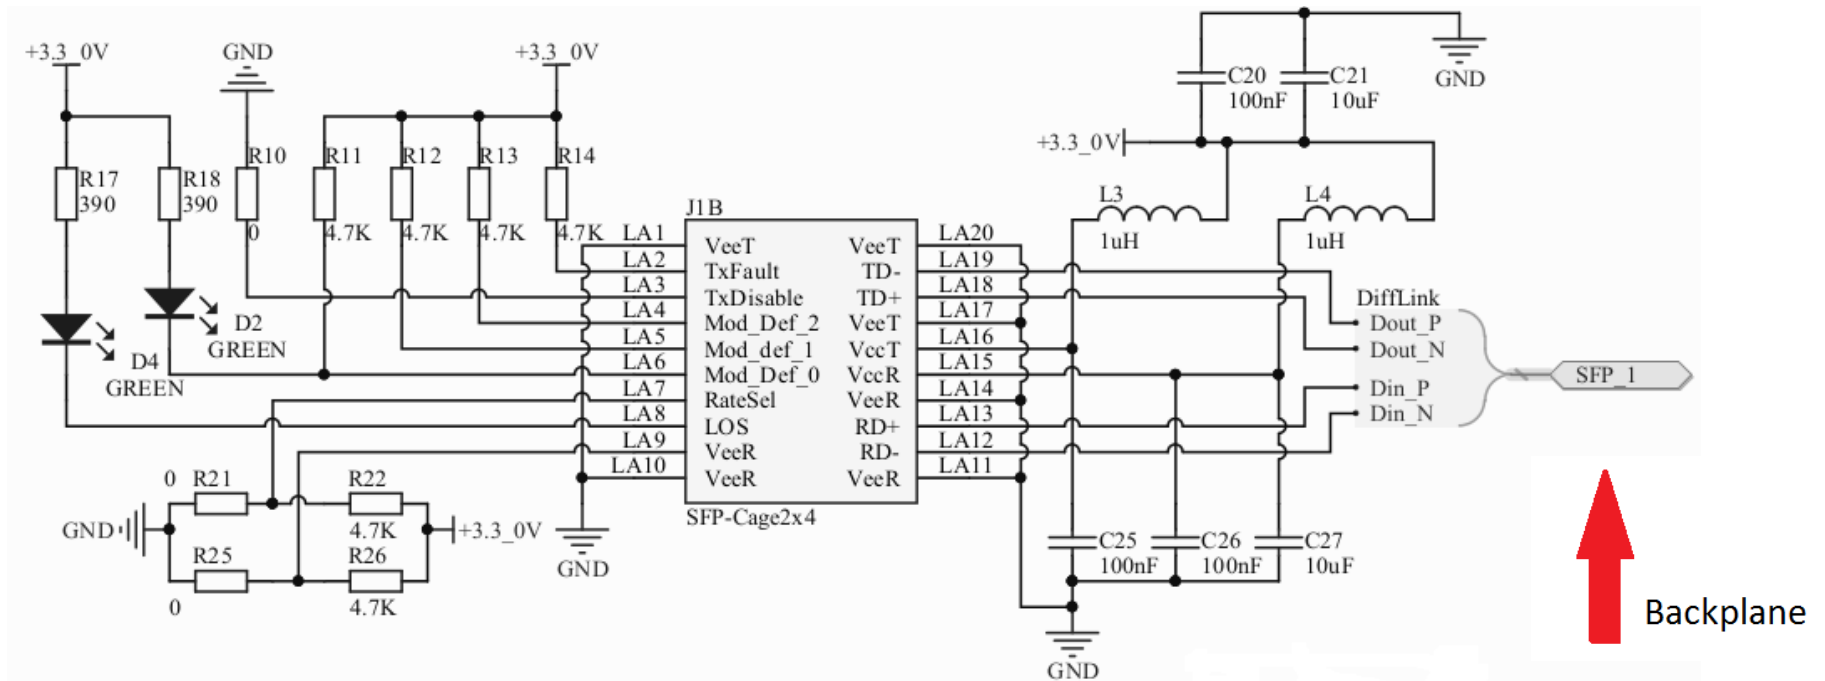 +3.3_0V
GND
+3.3_0V
C20
100nF
C21
10uF
GND
+3.3_0V
R17
390
R18
390
R10
0
R11
4.7K
R12
4.7K
R13
4.7K
R14
4.7K
L3
1uH
L4
1uH
D2
GREEN
D4
GREEN
J1B
LA1 VeeT VeeT LA20
LA2 TxFault TD- LA19
LA3 TxDisable TD+ LA18
LA4 Mod_Def_2 VeeT LA17
LA5 Mod_def_1 VccT LA16
LA6 Mod_Def_0 VccR LA15
LA7 RateSel VeeR LA14
LA8 LOS RD+ LA13
LA9 VeeR RD- LA12
LA10 VeeR VeeR LA11
SFP-Cage2x4
DiffLink
Dout_P
Dout_N
Din_P
Din_N
SFP_1
0 R21
R22
4.7K
GND
+3.3_0V
R25
0
R26
4.7K
GND
C25
100nF
C26
100nF
C27
10uF
GND
Backplane